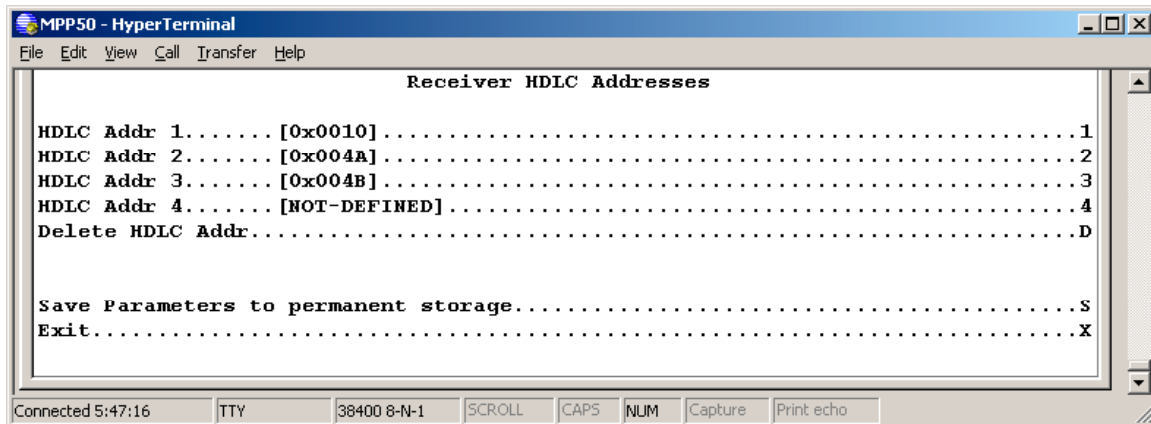 MPP50 - HyperTerminal
File Edit View Call Transfer Help
Receiver HDLC Addresses
HDLC Addr 1.......[0x0010]..........................................1
HDLC Addr 2.......[0x004A]..........................................2
HDLC Addr 3.......[0x004B]..........................................3
HDLC Addr 4.......[NOT-DEFINED]......................................4
Delete HDLC Addr..................................................D
Save Parameters to permanent storage..................................S
Exit............................................................X
Connected 5:47:16 TTY 38400 8-N-1 SCROLL CAPS NUM Capture Print echo